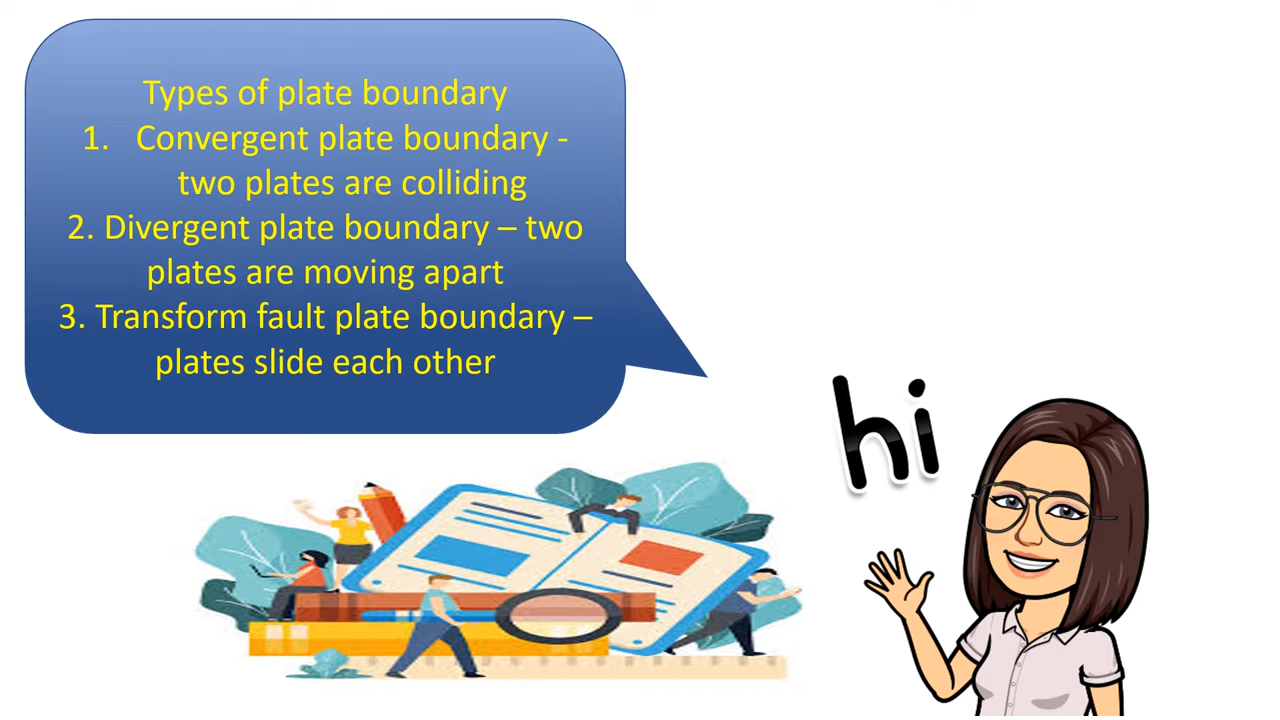 Types of plate boundary
1. Convergent plate boundary -
two plates are colliding
2. Divergent plate boundary – two
plates are moving apart
3. Transform fault plate boundary –
plates slide each other
hi